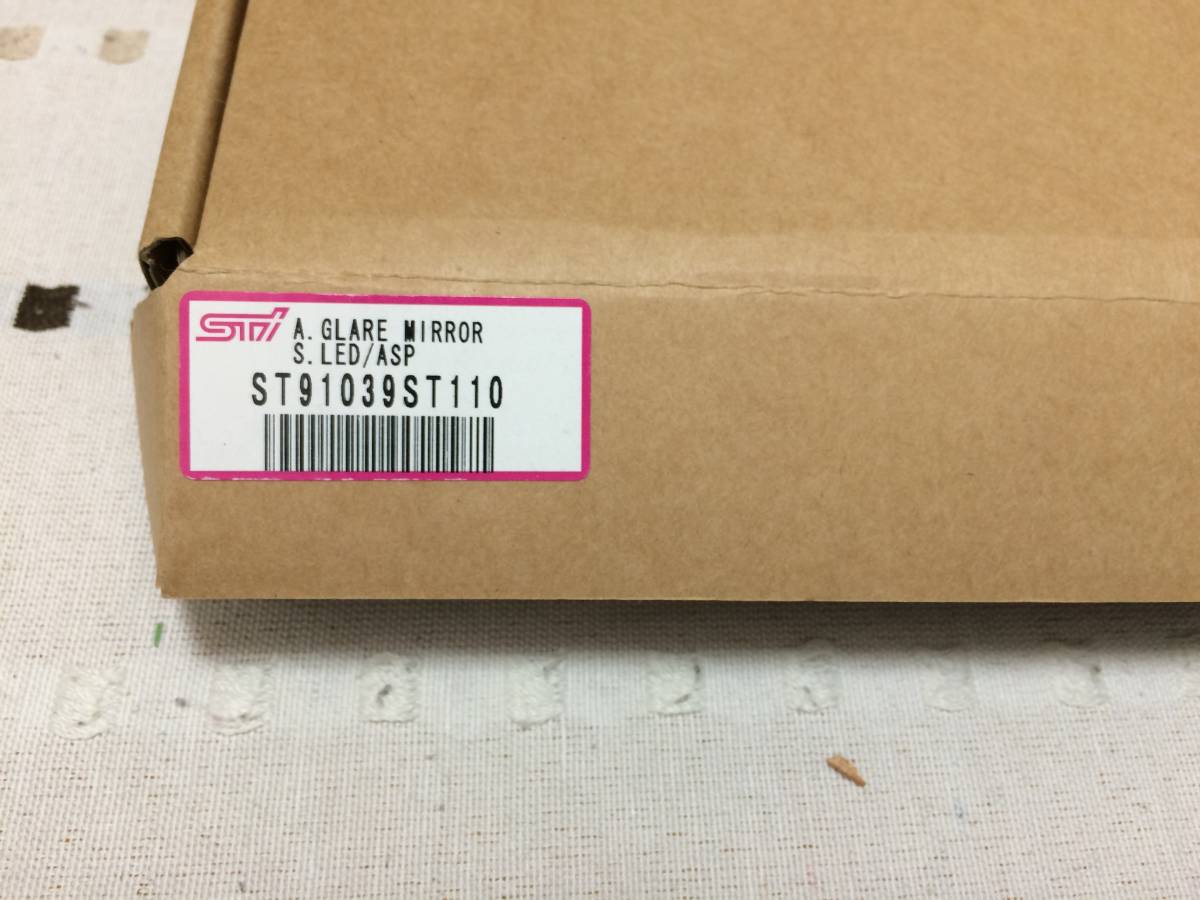 STI A. GLARE MIRROR
S. LED/ASP
ST91039ST110